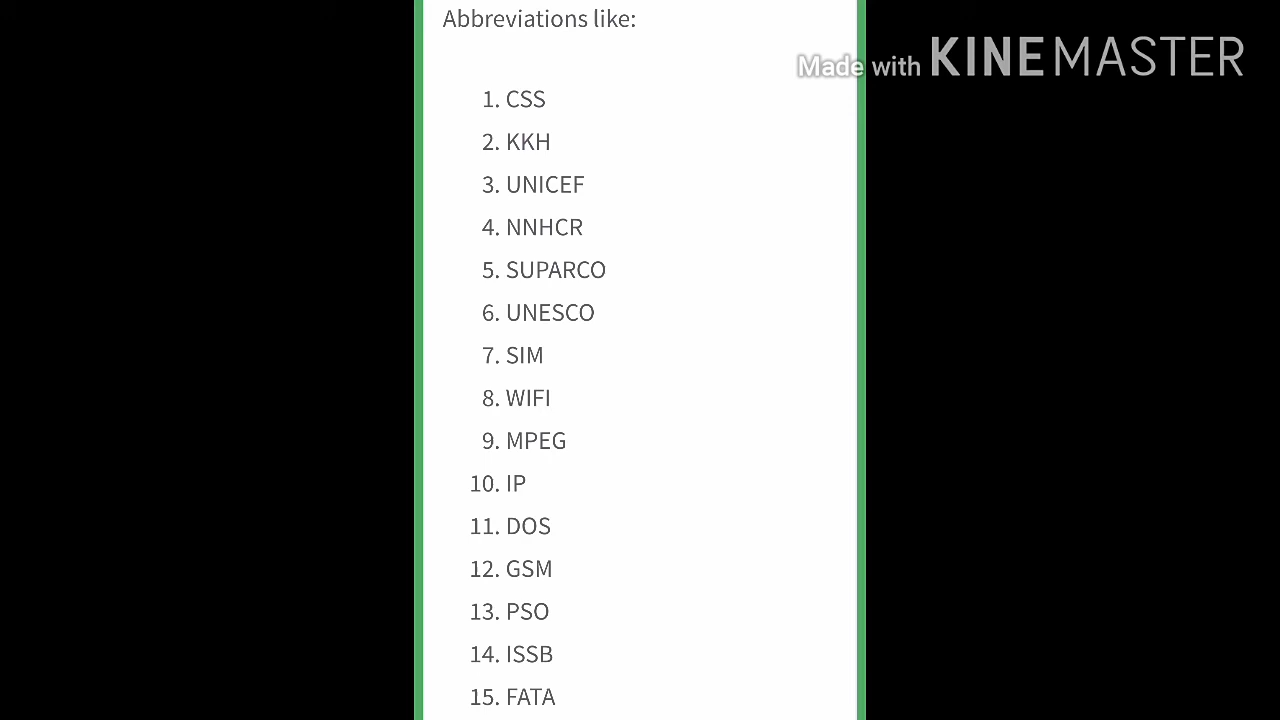 Abbreviations like:
Made with KINEMASTER
1. CSS
2. KKH
3. UNICEF
4. NNHCR
5. SUPARCO
6. UNESCO
7. SIM
8. WIFI
9. MPEG
10. IP
11. DOS
12. GSM
13. PSO
14. ISSB
15. FATA